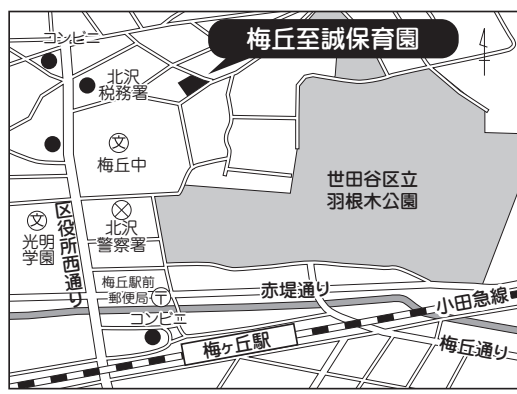 コンビニ
梅丘至誠保育園
北沢
税務署
文
梅丘中
世田谷区立
羽根木公園
文
光明
学園
区役所西通り
北沢
警察署
梅丘駅前
郵便局〒
赤堤通り
小田急線
コンビニ
梅ヶ丘駅
梅丘通り